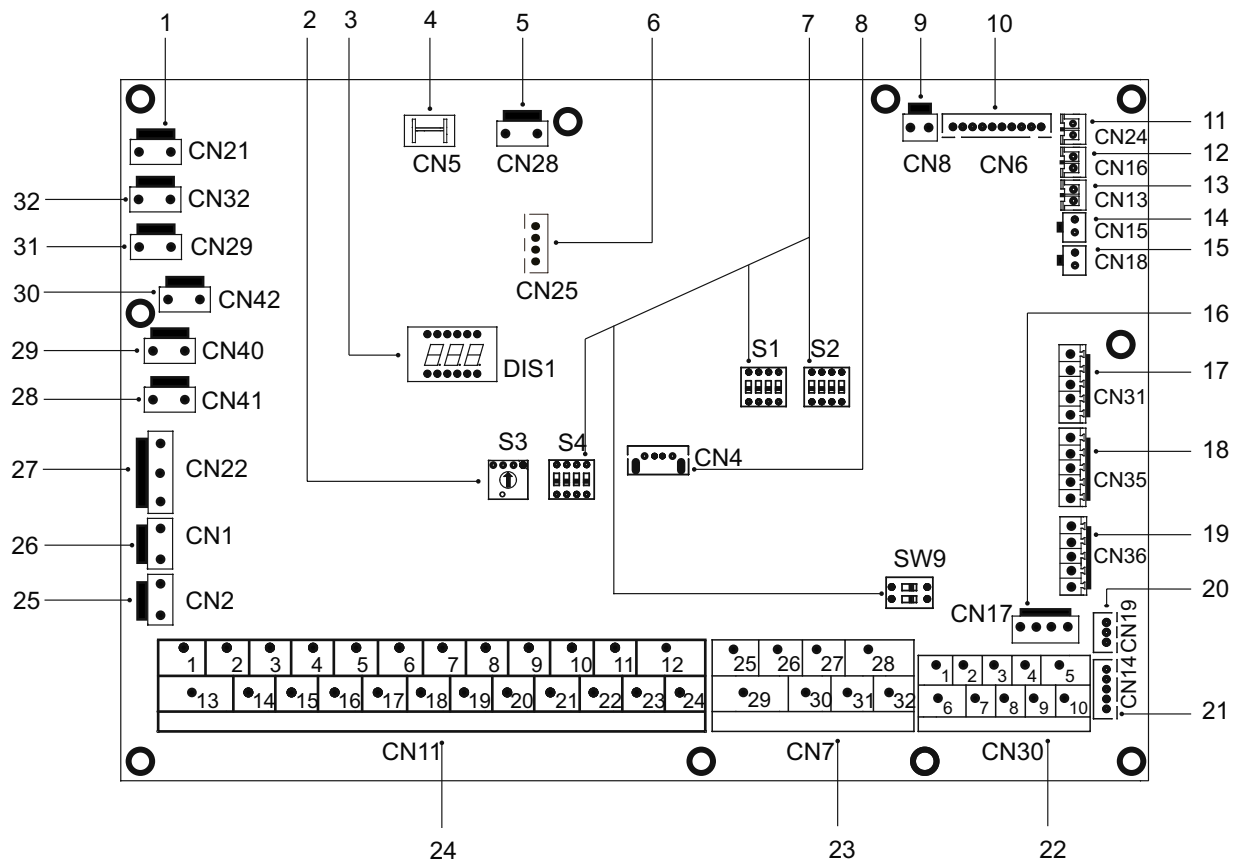 1 2 3 4 5 6 7 8 9 10
11
CN24
12
CN21 CN5 CN28 CN8 CN6 CN16
13
CN13
32 CN32
14
CN15
31 CN29
15
CN18
CN25
30 CN42
16
29 CN40
DIS1 S1 S2
17
28 CN41 CN31
S3 S4
18
27 CN22 CN4 CN35
2
26 CN1
19
CN36
SW9
25 CN2
20
CN17 CN19
1 2 3 4 5 6 7 8 9 10 11 12 25 26 27 28 1 2 3 4 5
CN14
13 14 15 16 17 18 19 20 21 22 23 24 29 30 31 32 6 7 8 9 10
21
CN11 CN7 CN30
24 23 22